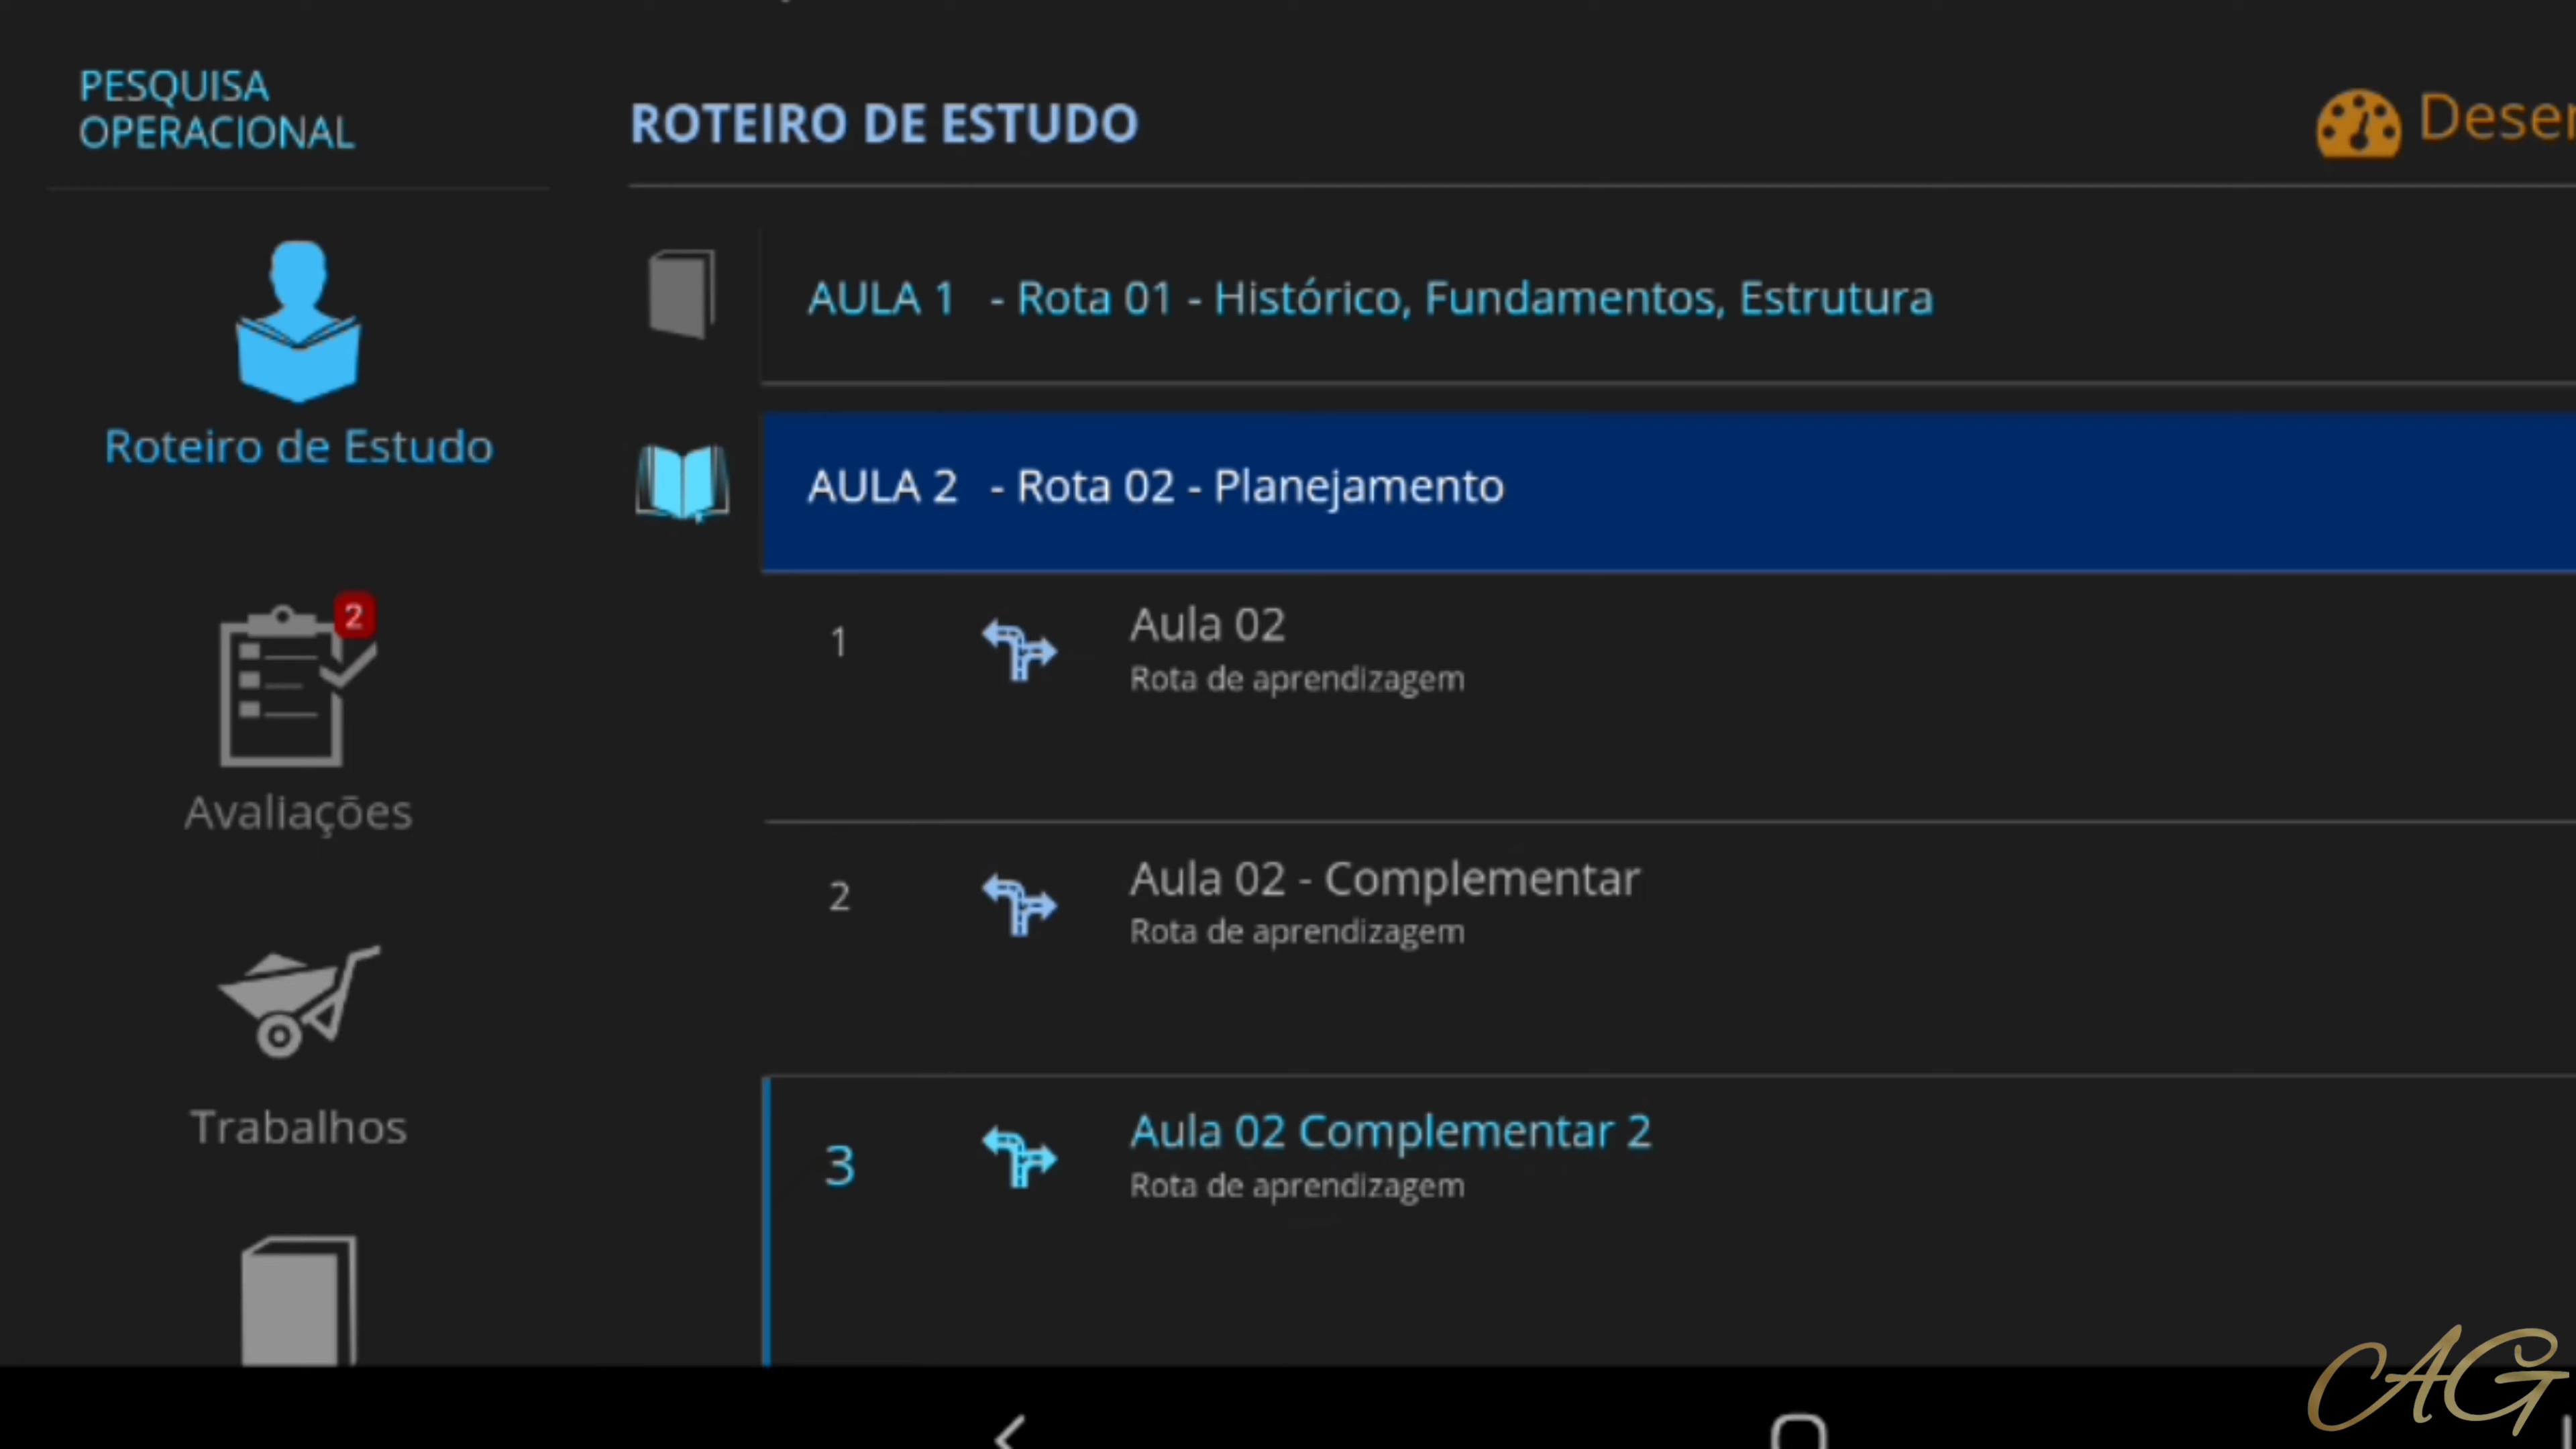 PESQUISA
OPERACIONAL
ROTEIRO DE ESTUDO
AULA 1 - Rota 01 - Histórico, Fundamentos, Estrutura
Roteiro de Estudo
AULA 2 - Rota 02 - Planejamento
2
1
Aula 02
Rota de aprendizagem
Avaliações
2
Aula 02 - Complementar
Rota de aprendizagem
Trabalhos
3
Aula 02 Complementar 2
Rota de aprendizagem
CAG